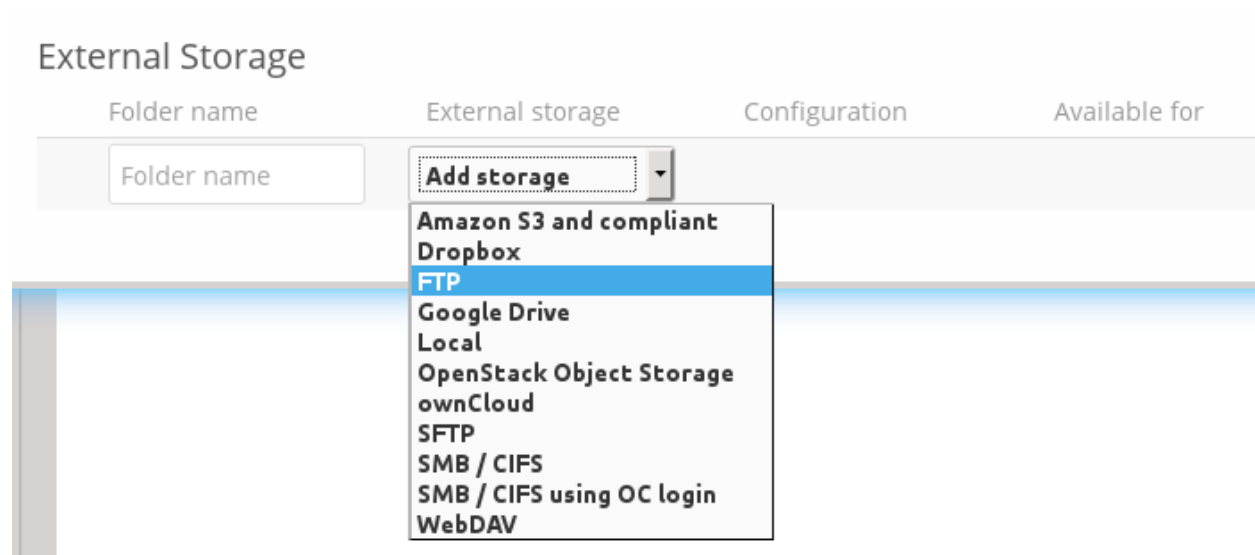 External Storage
Folder name External storage Configuration Available for
Folder name Add storage
Amazon S3 and compliant
Dropbox
FTP
Google Drive
Local
OpenStack Object Storage
ownCloud
SFTP
SMB / CIFS
SMB / CIFS using OC login
WebDAV